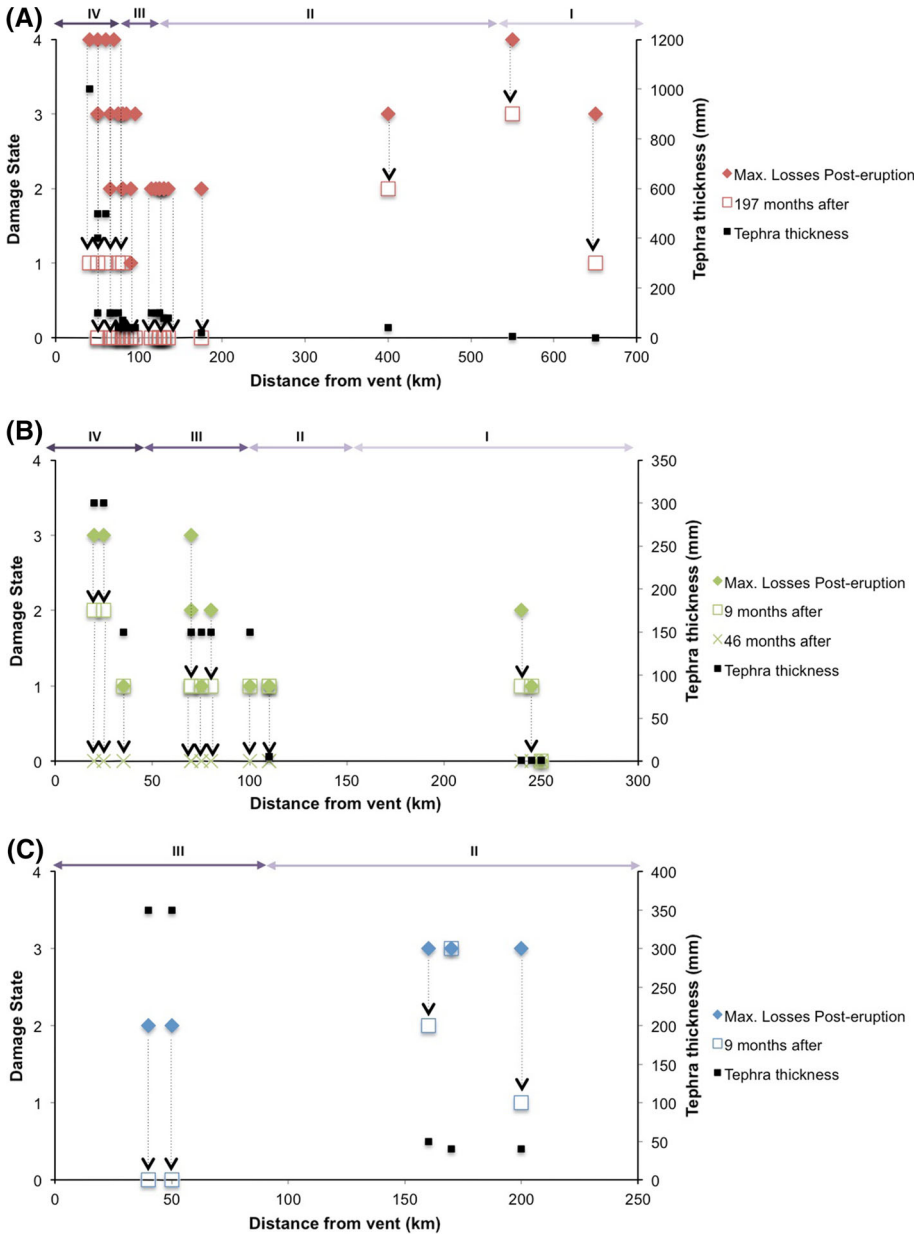 (A)
IV III II I
4 1200
1000
3
800
2 600
400
1
200
0 0
0 100 200 300 400 500 600 700
Damage State
Tephra thickness (mm)
Distance from vent (km)
Max. Losses Post-eruption
197 months after
Tephra thickness
(B)
IV III II I
4 350
300
3
250
200
2
150
1 100
50
0 0
0 50 100 150 200 250 300
Damage State
Tephra thickness (mm)
Distance from vent (km)
Max. Losses Post-eruption
9 months after
46 months after
Tephra thickness
(C)
III II
4 400
350
3 300
250
2 200
150
1 100
50
0 0
0 50 100 150 200 250
Damage State
Tephra thickness (mm)
Distance from vent (km)
Max. Losses Post-eruption
9 months after
Tephra thickness